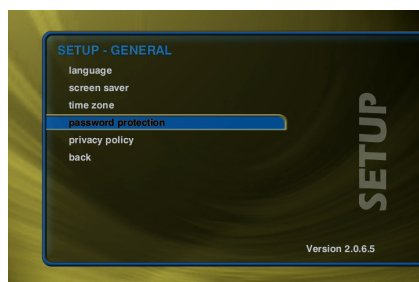 SETUP - GENERAL
language
screen saver
time zone
password protection
privacy policy
back
SETUP
Version 2.0.6.5